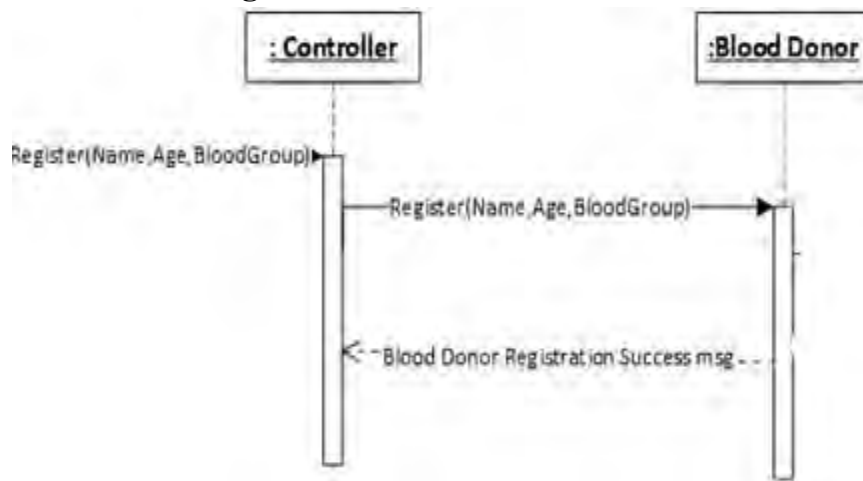 : Controller
:Blood Donor
Register(Name,Age,BloodGroup)
Register(Name,Age,BloodGroup)
Blood Donor Registration Success msg